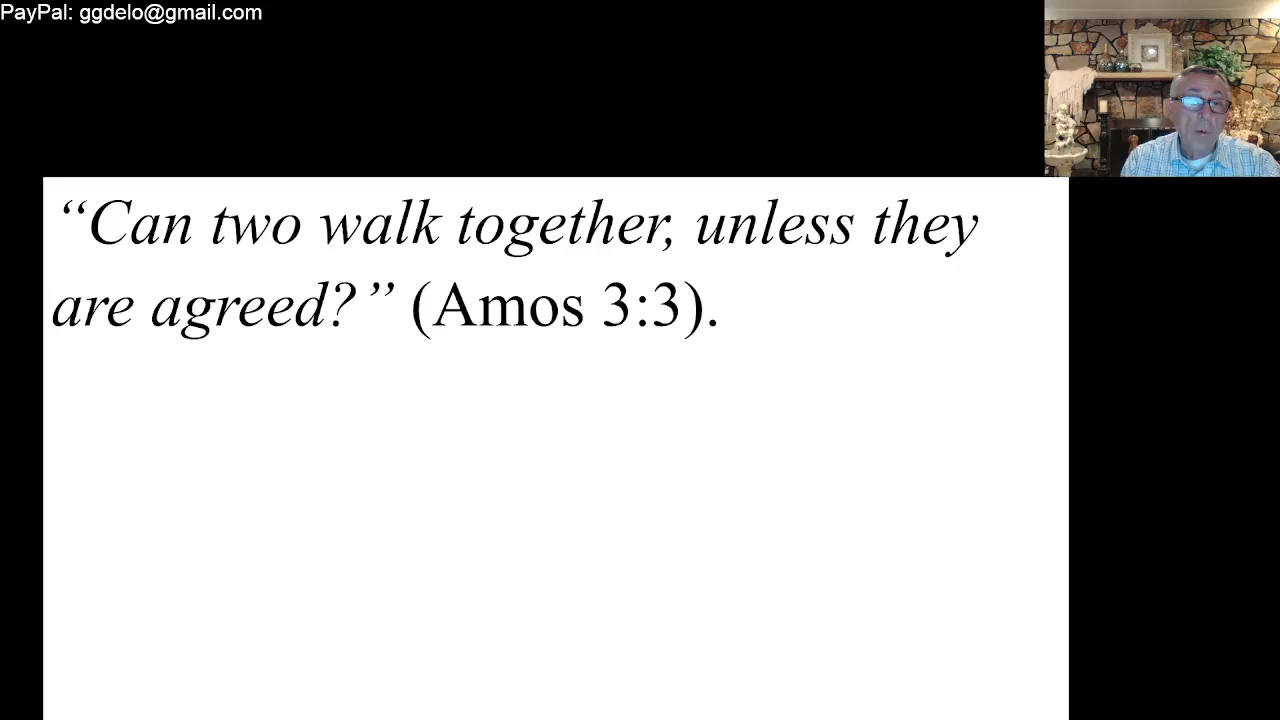 PayPal: ggdelo@gmail.com
“Can two walk together, unless they
are agreed?” (Amos 3:3).